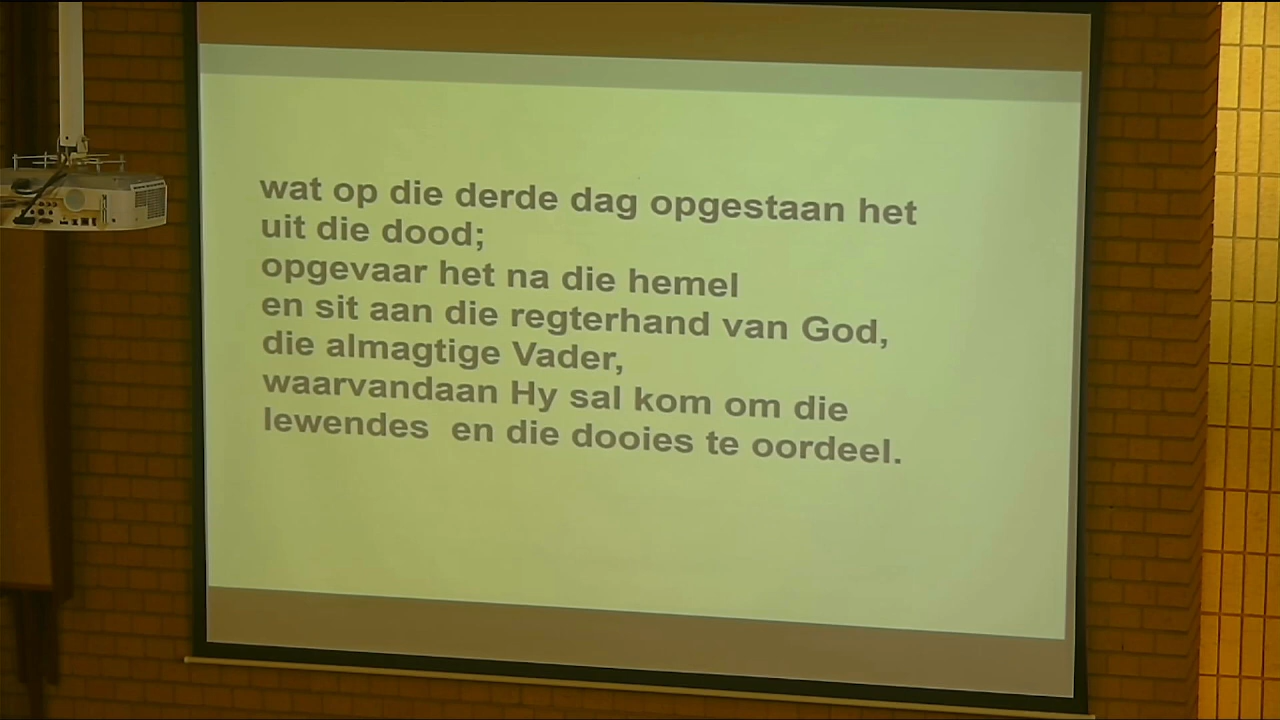 wat op die derde dag opgestaan het
uit die dood;
opgevaar het na die hemel
en sit aan die regterhand van God,
die almagtige Vader,
waarvandaan Hy sal kom om die
lewendes  en die dooies te oordeel.